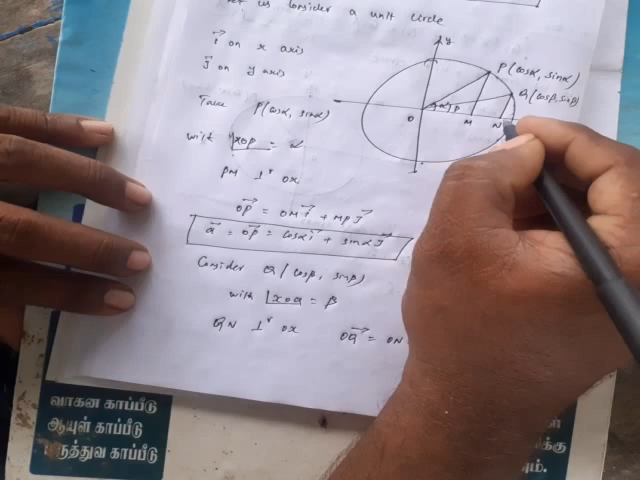 let us consider a unit circle
i⃗ on x axis
j⃗ on y axis
Take P(cosα, sinα)
with ∠xop = α
PM ⊥r ox
OP⃗ = OM i⃗ + MP j⃗
a⃗ = OP⃗ = cosα i⃗ + sinα j⃗
Consider Q(cosβ, sinβ)
with ∠xoq = β
QN ⊥r ox OQ⃗ = ON
y
P(cosα, sinα)
Q(cosβ, sinβ)
α β
O M N
வாகன காப்பீடு
ஆயுள் காப்பீடு
மருத்துவ காப்பீடு